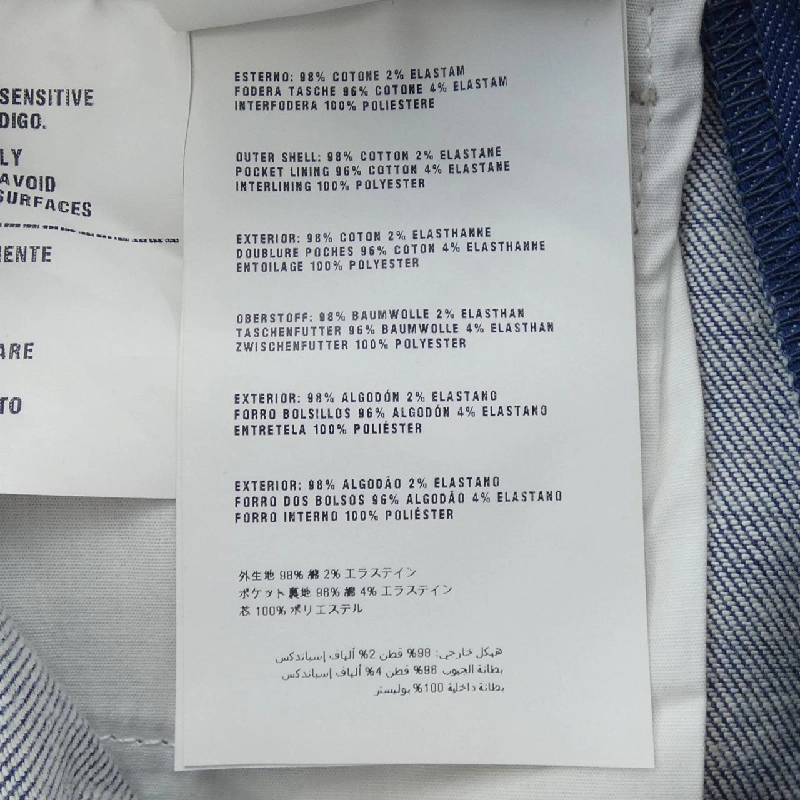 SENSITIVE
DIGO.
LY
AVOID
SURFACES
IENTE
ARE
TO
ESTERNO: 98% COTONE 2% ELASTAM
FODERA TASCHE 96% COTONE 4% ELASTAM
INTERFODERA 100% POLIESTERE
OUTER SHELL: 98% COTTON 2% ELASTANE
POCKET LINING 96% COTTON 4% ELASTANE
INTERLINING 100% POLYESTER
EXTERIOR: 98% COTON 2% ELASTHANNE
DOUBLURE POCHES 96% COTON 4% ELASTHANNE
ENTOILAGE 100% POLYESTER
OBERSTOFF: 98% BAUMWOLLE 2% ELASTHAN
TASCHENFUTTER 96% BAUMWOLLE 4% ELASTHAN
ZWISCHENFUTTER 100% POLYESTER
EXTERIOR: 98% ALGODÓN 2% ELASTANO
FORRO BOLSILLOS 96% ALGODÓN 4% ELASTANO
ENTRETELA 100% POLIÉSTER
EXTERIOR: 98% ALGODÃO 2% ELASTANO
FORRO DOS BOLSOS 96% ALGODÃO 4% ELASTANO
FORRO INTERNO 100% POLIÉSTER
外生地 98% 綿 2% エラステイン
ポケット裏地 96% 綿 4% エラステイン
芯 100% ポリエステル
هيكل خارجي: 98% قطن 2% ألياف إسباندكس
بطانة الجيوب 96% قطن 4% ألياف إسباندكس
بطانة داخلية 100% بوليستر